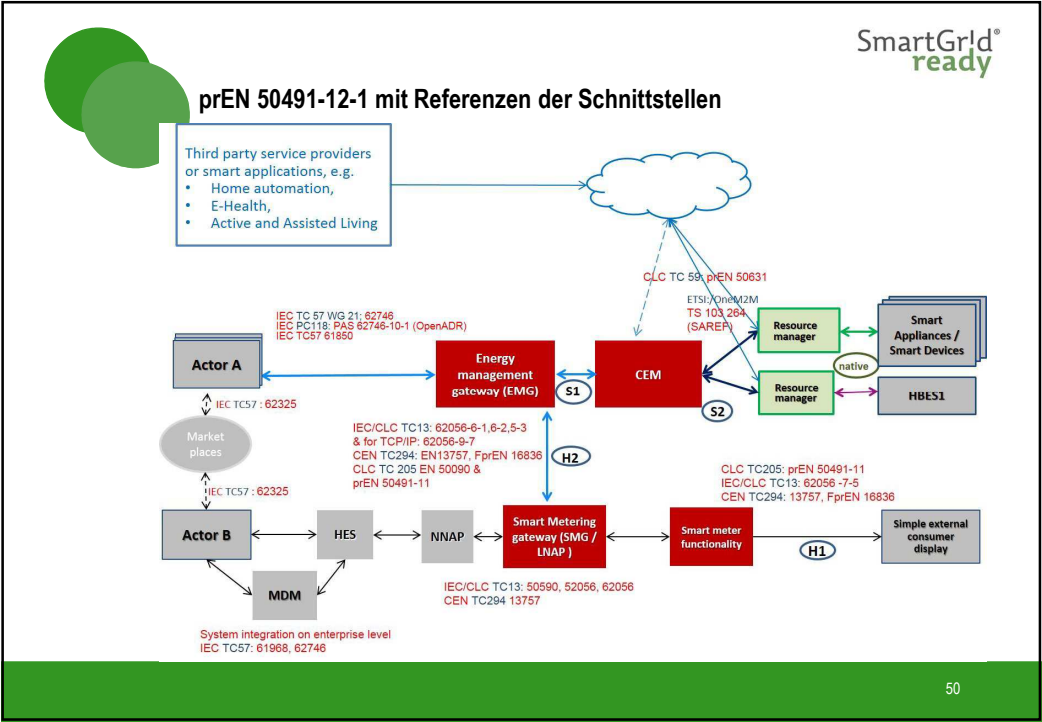 SmartGr!d®
ready
prEN 50491-12-1 mit Referenzen der Schnittstellen
Third party service providers
or smart applications, e.g.
• Home automation,
• E-Health,
• Active and Assisted Living
CLC TC 59: prEN 50631
ETSI:/OneM2M
TS 103 264
(SAREF)
IEC TC 57 WG 21; 62746
IEC PC118: PAS 62746-10-1 (OpenADR)
IEC TC57 61850
Actor A
Energy
management
gateway (EMG)
S1
CEM
S2
Resource
manager
Smart
Appliances /
Smart Devices
native
Resource
manager
HBES1
IEC TC57 : 62325
Market
places
IEC TC57 : 62325
IEC/CLC TC13: 62056-6-1,6-2,5-3
& for TCP/IP: 62056-9-7
CEN TC294: EN13757, FprEN 16836
CLC TC 205 EN 50090 &
prEN 50491-11
H2
CLC TC205: prEN 50491-11
IEC/CLC TC13: 62056 -7-5
CEN TC294: 13757, FprEN 16836
Actor B
HES
NNAP
Smart Metering
gateway (SMG /
LNAP )
Smart meter
functionality
H1
Simple external
consumer
display
MDM
IEC/CLC TC13: 50590, 52056, 62056
CEN TC294 13757
System integration on enterprise level
IEC TC57: 61968, 62746
50